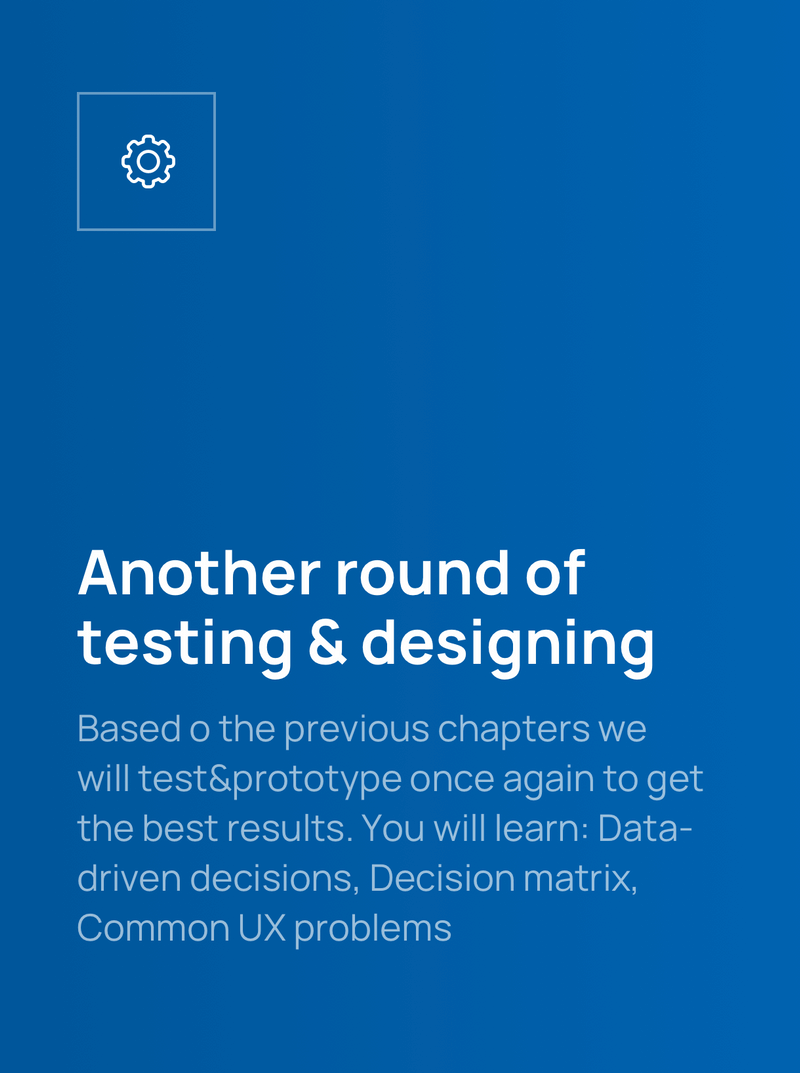 Another round of
testing & designing
Based o the previous chapters we
will test&prototype once again to get
the best results. You will learn: Data-
driven decisions, Decision matrix,
Common UX problems